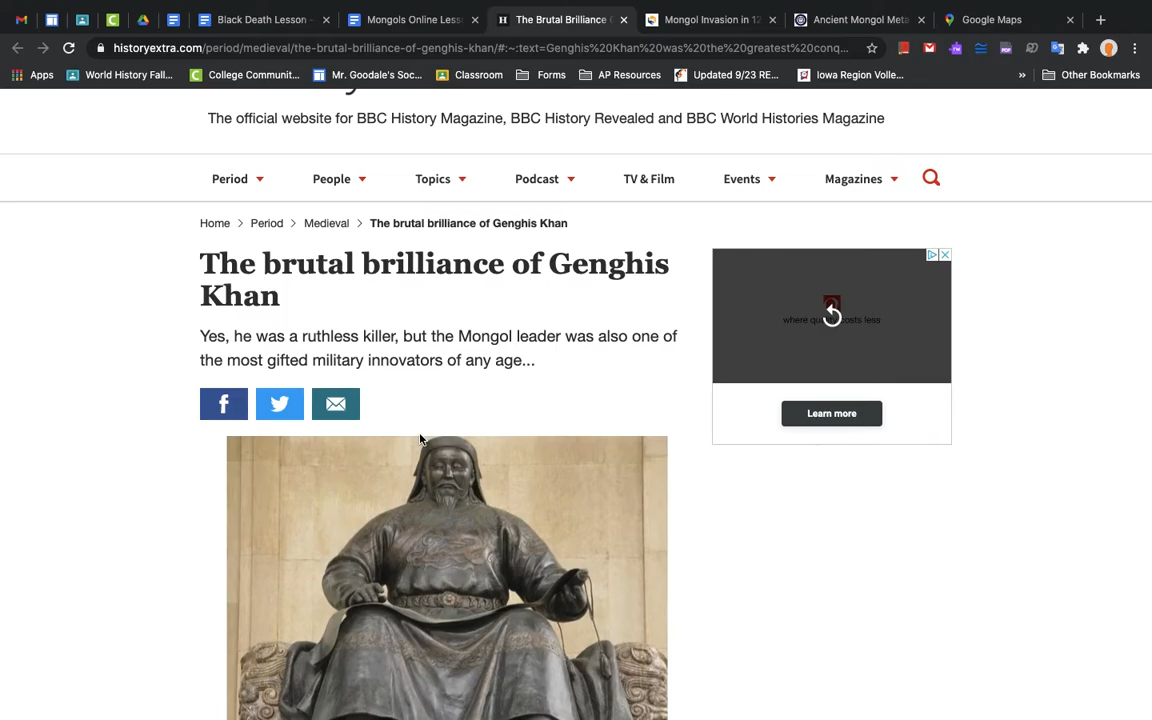 Black Death Lesson -
Mongols Online Less
The Brutal Brilliance
Mongol Invasion in 12
Ancient Mongol Meta
Google Maps
historyextra.com/period/medieval/the-brutal-brilliance-of-genghis-khan/#:~:text=Genghis%20Khan%20was%20the%20greatest%20conq...
Apps
World History Fall...
College Communit...
Mr. Goodale's Soc...
Classroom
Forms
AP Resources
Updated 9/23 RE...
Iowa Region Volle...
»
Other Bookmarks
The official website for BBC History Magazine, BBC History Revealed and BBC World Histories Magazine
Period
People
Topics
Podcast
TV & Film
Events
Magazines
Home > Period > Medieval > The brutal brilliance of Genghis Khan
The brutal brilliance of Genghis
Khan
Yes, he was a ruthless killer, but the Mongol leader was also one of
the most gifted military innovators of any age...
where quality costs less
Learn more